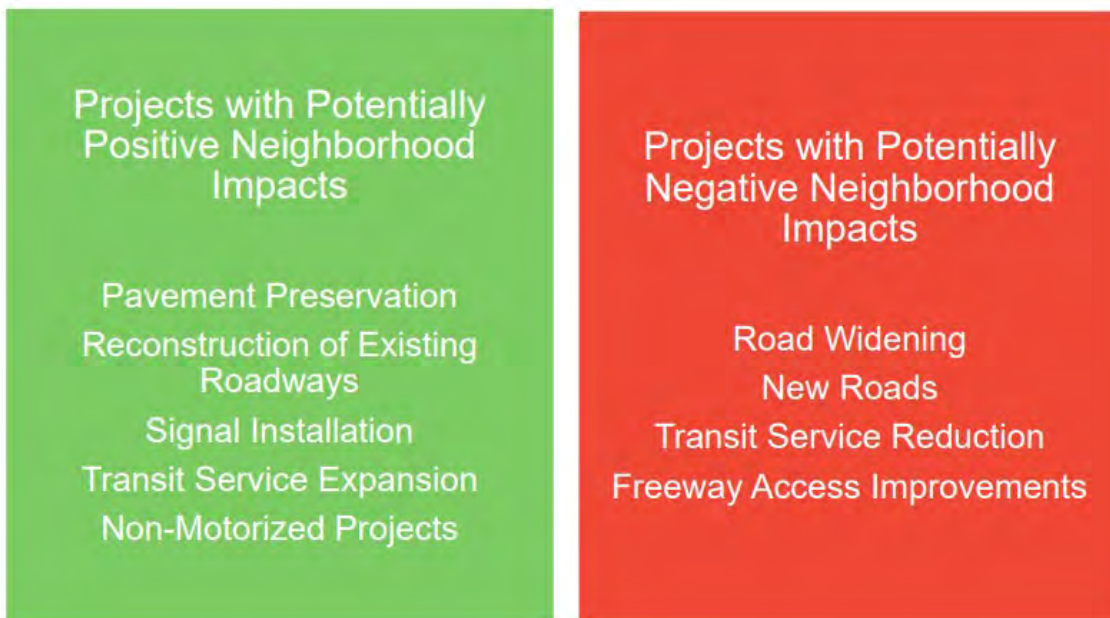 Projects with Potentially
Positive Neighborhood
Impacts
Pavement Preservation
Reconstruction of Existing
Roadways
Signal Installation
Transit Service Expansion
Non-Motorized Projects
Projects with Potentially
Negative Neighborhood
Impacts
Road Widening
New Roads
Transit Service Reduction
Freeway Access Improvements